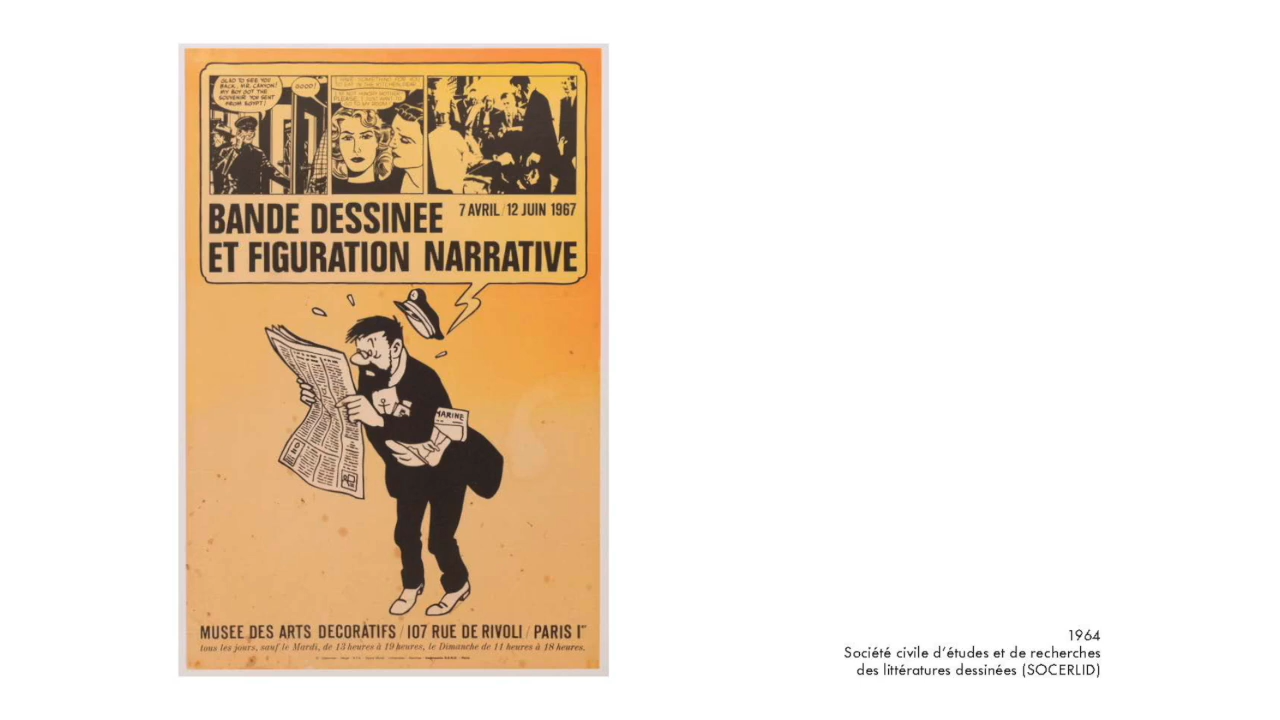 GLAD TO SEE YOU
BACK, MR. CANYON!
MY BOY GOT THE
SOUVENIR YOU SENT
FROM EGYPT!
GOOD!
BANDE DESSINEE
7 AVRIL / 12 JUIN 1967
ET FIGURATION NARRATIVE
MARINE
MUSEE DES ARTS DECORATIFS / 107 RUE DE RIVOLI / PARIS Iᵉʳ
tous les jours, sauf le Mardi, de 13 heures à 19 heures, le Dimanche de 11 heures à 18 heures.
1964
Société civile d'études et de recherches
des littératures dessinées (SOCERLID)